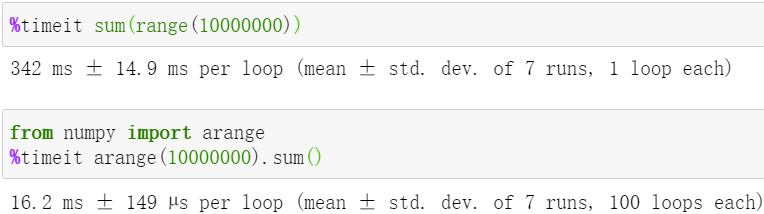 %timeit sum(range(10000000))
342 ms ± 14.9 ms per loop (mean ± std. dev. of 7 runs, 1 loop each)
from numpy import arange
%timeit arange(10000000).sum()
16.2 ms ± 149 μs per loop (mean ± std. dev. of 7 runs, 100 loops each)